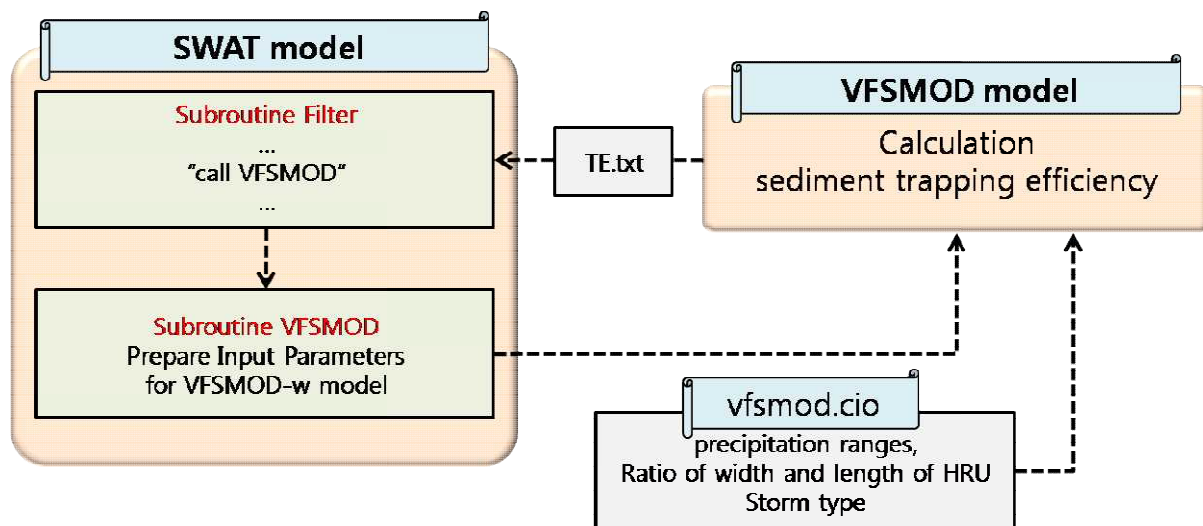 SWAT model
Subroutine Filter
...
“call VFSMOD“
...
Subroutine VFSMOD
Prepare Input Parameters
for VFSMOD-w model
TE.txt
VFSMOD model
Calculation
sediment trapping efficiency
vfsmod.cio
precipitation ranges,
Ratio of width and length of HRU
Storm type